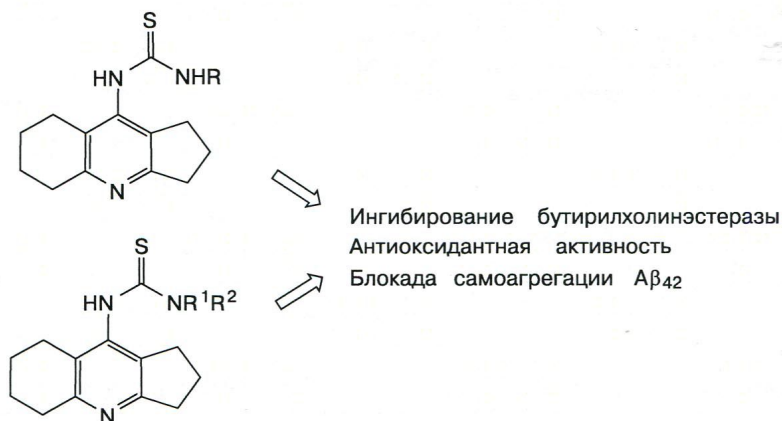 S
HN NHR
N
Ингибирование бутирилхолинэстеразы
Антиоксидантная активность
Блокада самоагрегации Aβ₄₂
S
HN NR¹R²
N